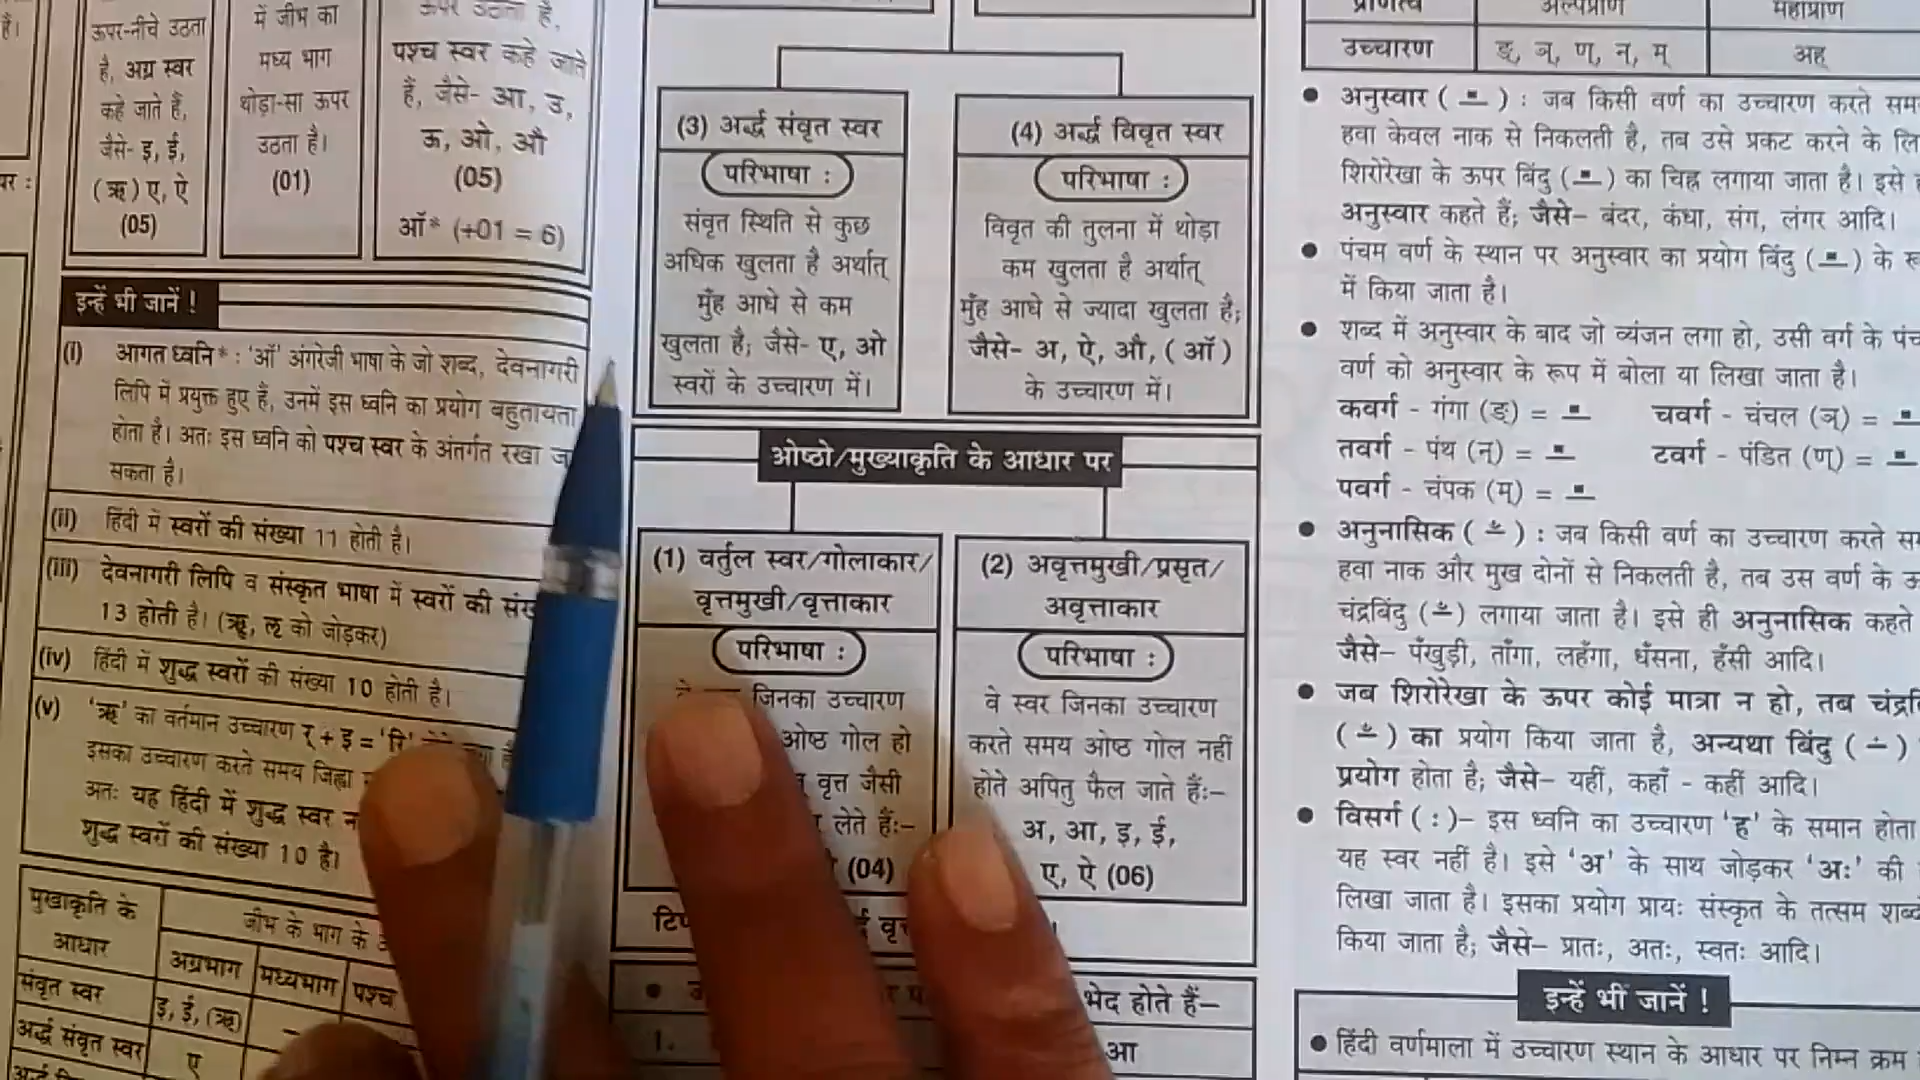 है।
ऊपर-नीचे उठता
है, अग्र स्वर
कहे जाते हैं,
जैसे- इ, ई,
(ऋ) ए, ऐ
(05)
में जीभ का
मध्य भाग
थोड़ा-सा ऊपर
उठता है।
(01)
ऊपर उठता है,
पश्च स्वर कहे जाते
हैं, जैसे- आ, उ,
ऊ, ओ, औ
(05)
ऑ* (+01 = 6)
इन्हें भी जानें !
(i) आगत ध्वनि* : 'ऑ' अंगरेजी भाषा के जो शब्द, देवनागरी
लिपि में प्रयुक्त हुए हैं, उनमें इस ध्वनि का प्रयोग बहुतायता
होता है। अतः इस ध्वनि को पश्च स्वर के अंतर्गत रखा
सकता है।
(ii) हिंदी में स्वरों की संख्या 11 होती है।
(iii) देवनागरी लिपि व संस्कृत भाषा में स्वरों की
13 होती है। (ॠ, लृ को जोड़कर)
(iv) हिंदी में शुद्ध स्वरों की संख्या 10 होती है।
(v) 'ऋ' का वर्तमान उच्चारण र् + इ = 'रि'
इसका उच्चारण करते समय जिह्वा
अतः यह हिंदी में शुद्ध स्वर
शुद्ध स्वरों की संख्या 10 है।
मुखाकृति के
आधार
जीभ के भाग के
अग्रभाग मध्यभाग पश्च
संवृत स्वर इ, ई, (ऋ) –
अर्द्ध संवृत स्वर ए
(3) अर्द्ध संवृत स्वर
परिभाषा :
संवृत स्थिति से कुछ
अधिक खुलता है अर्थात्
मुँह आधे से कम
खुलता है; जैसे- ए, ओ
स्वरों के उच्चारण में।
(4) अर्द्ध विवृत स्वर
परिभाषा :
विवृत की तुलना में थोड़ा
कम खुलता है अर्थात्
मुँह आधे से ज्यादा खुलता है;
जैसे- अ, ऐ, औ, (ऑ)
के उच्चारण में।
ओष्ठो/मुख्याकृति के आधार पर
(1) वर्तुल स्वर/गोलाकार/
वृत्तमुखी/वृत्ताकार
परिभाषा :
जिनका उच्चारण
ओष्ठ गोल हो
वृत्त जैसी
लेते हैं:–
(04)
(2) अवृत्तमुखी/प्रसृत/
अवृत्ताकार
परिभाषा :
वे स्वर जिनका उच्चारण
करते समय ओष्ठ गोल नहीं
होते अपितु फैल जाते हैं:–
अ, आ, इ, ई,
ए, ऐ (06)
भेद होते हैं–
1. आ
प्राणत्व अल्पप्राण महाप्राण
उच्चारण ङ्, ञ्, ण्, न्, म् अह्
• अनुस्वार ( ∸ ) : जब किसी वर्ण का उच्चारण करते
हवा केवल नाक से निकलती है, तब उसे प्रकट करने के
शिरोरेखा के ऊपर बिंदु ( ∸ ) का चिह्न लगाया जाता है। इसे
अनुस्वार कहते हैं; जैसे– बंदर, कंधा, संग, लंगर आदि।
• पंचम वर्ण के स्थान पर अनुस्वार का प्रयोग बिंदु ( ∸ ) के
में किया जाता है।
• शब्द में अनुस्वार के बाद जो व्यंजन लगा हो, उसी वर्ग के
वर्ण को अनुस्वार के रूप में बोला या लिखा जाता है।
कवर्ग - गंगा (ङ्) = ∸ चवर्ग - चंचल (ञ्) = ∸
तवर्ग - पंथ (न्) = ∸ टवर्ग - पंडित (ण्) = ∸
पवर्ग - चंपक (म्) = ∸
• अनुनासिक ( ँ ) : जब किसी वर्ण का उच्चारण करते
हवा नाक और मुख दोनों से निकलती है, तब उस वर्ण के
चंद्रबिंदु ( ँ ) लगाया जाता है। इसे ही अनुनासिक कहते
जैसे– पँखुड़ी, ताँगा, लहँगा, धँसना, हँसी आदि।
• जब शिरोरेखा के ऊपर कोई मात्रा न हो, तब
( ँ ) का प्रयोग किया जाता है, अन्यथा बिंदु ( ∸ )
प्रयोग होता है; जैसे– यहीं, कहाँ - कहीं आदि।
• विसर्ग ( : )– इस ध्वनि का उच्चारण 'ह' के समान होता
यह स्वर नहीं है। इसे 'अ' के साथ जोड़कर 'अः' की
लिखा जाता है। इसका प्रयोग प्रायः संस्कृत के तत्सम
किया जाता है; जैसे– प्रातः, अतः, स्वतः आदि।
इन्हें भी जानें !
• हिंदी वर्णमाला में उच्चारण स्थान के आधार पर निम्न क्रम